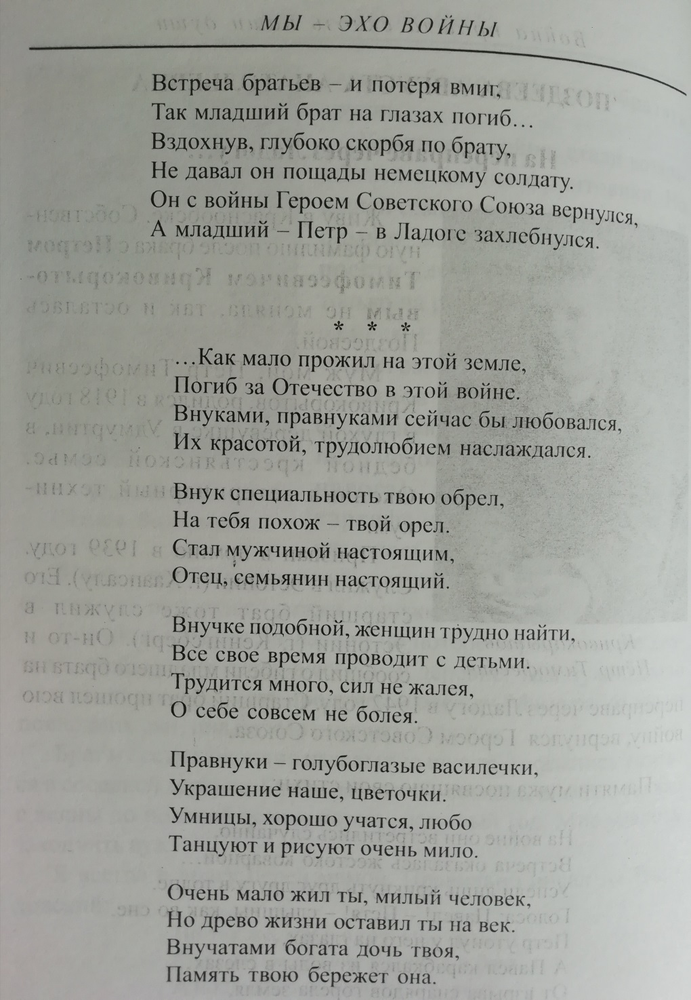 МЫ – ЭХО ВОЙНЫ
Встреча братьев – и потеря вмиг,
Так младший брат на глазах погиб…
Вздохнув, глубоко скорбя по брату,
Не давал он пощады немецкому солдату.
Он с войны Героем Советского Союза вернулся,
А младший – Петр – в Ладоге захлебнулся.
* * *
…Как мало прожил на этой земле,
Погиб за Отечество в этой войне.
Внуками, правнуками сейчас бы любовался,
Их красотой, трудолюбием наслаждался.
Внук специальность твою обрел,
На тебя похож – твой орел.
Стал мужчиной настоящим,
Отец, семьянин настоящий.
Внучке подобной, женщин трудно найти,
Все свое время проводит с детьми.
Трудится много, сил не жалея,
О себе совсем не болея.
Правнуки – голубоглазые василечки,
Украшение наше, цветочки.
Умницы, хорошо учатся, любо
Танцуют и рисуют очень мило.
Очень мало жил ты, милый человек,
Но древо жизни оставил ты на век.
Внучатами богата дочь твоя,
Память твою бережет она.